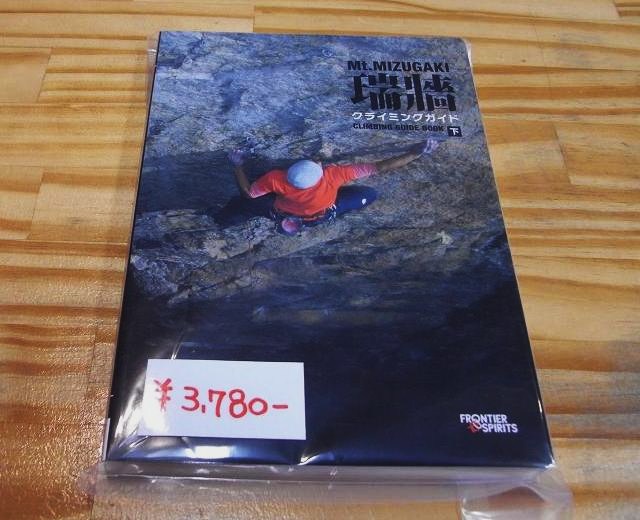 Mt.MIZUGAKI
瑞牆
クライミングガイド
CLIMBING GUIDE BOOK 下
¥3,780-
FRONTIER
SPIRITS